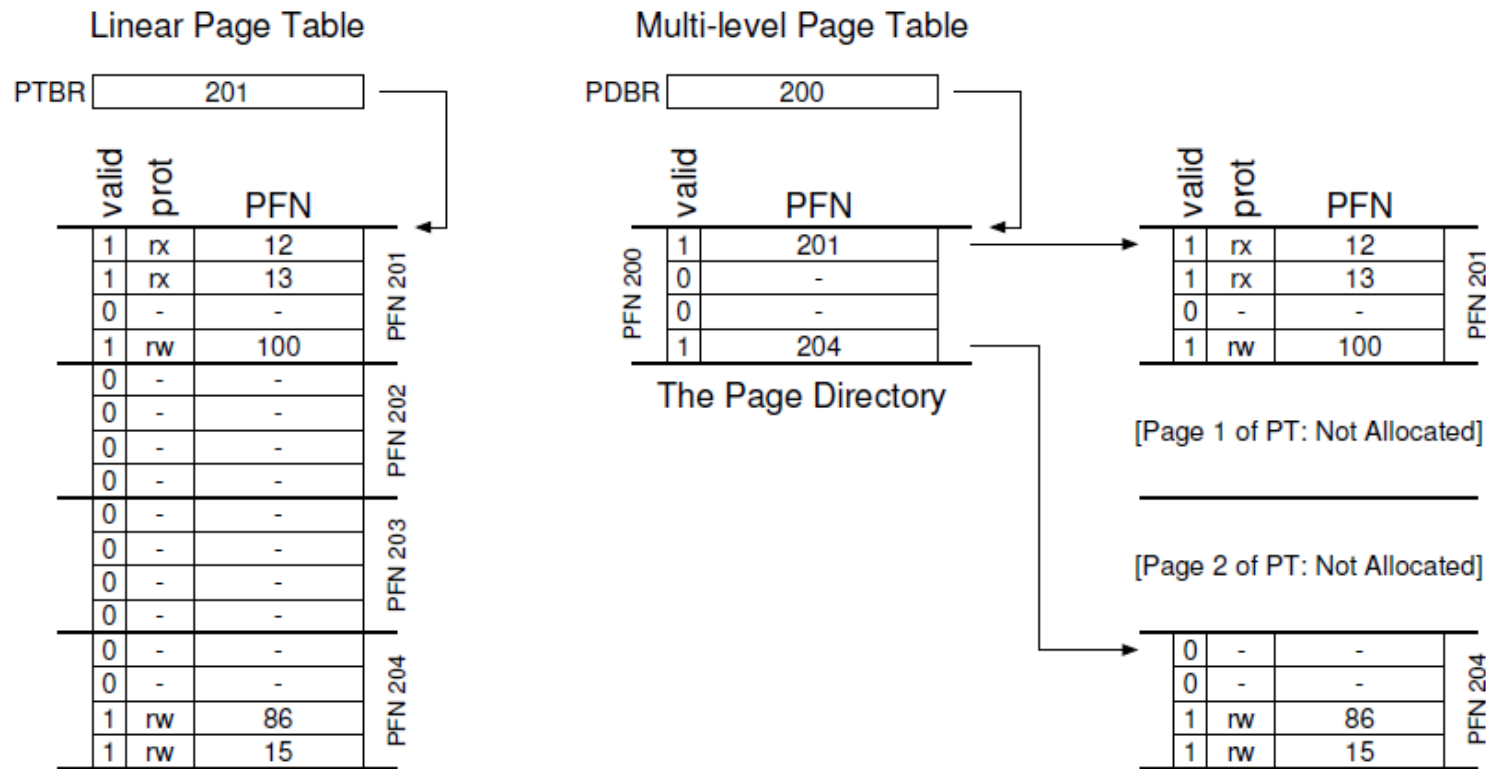 Linear Page Table
PTBR 201
valid prot PFN
1 rx 12
1 rx 13
0 - -
1 rw 100
PFN 201
0 - -
0 - -
0 - -
0 - -
PFN 202
0 - -
0 - -
0 - -
0 - -
PFN 203
0 - -
0 - -
1 rw 86
1 rw 15
PFN 204
Multi-level Page Table
PDBR 200
valid PFN
PFN 200
1 201
0 -
0 -
1 204
The Page Directory
valid prot PFN
1 rx 12
1 rx 13
0 - -
1 rw 100
PFN 201
[Page 1 of PT: Not Allocated]
[Page 2 of PT: Not Allocated]
0 - -
0 - -
1 rw 86
1 rw 15
PFN 204